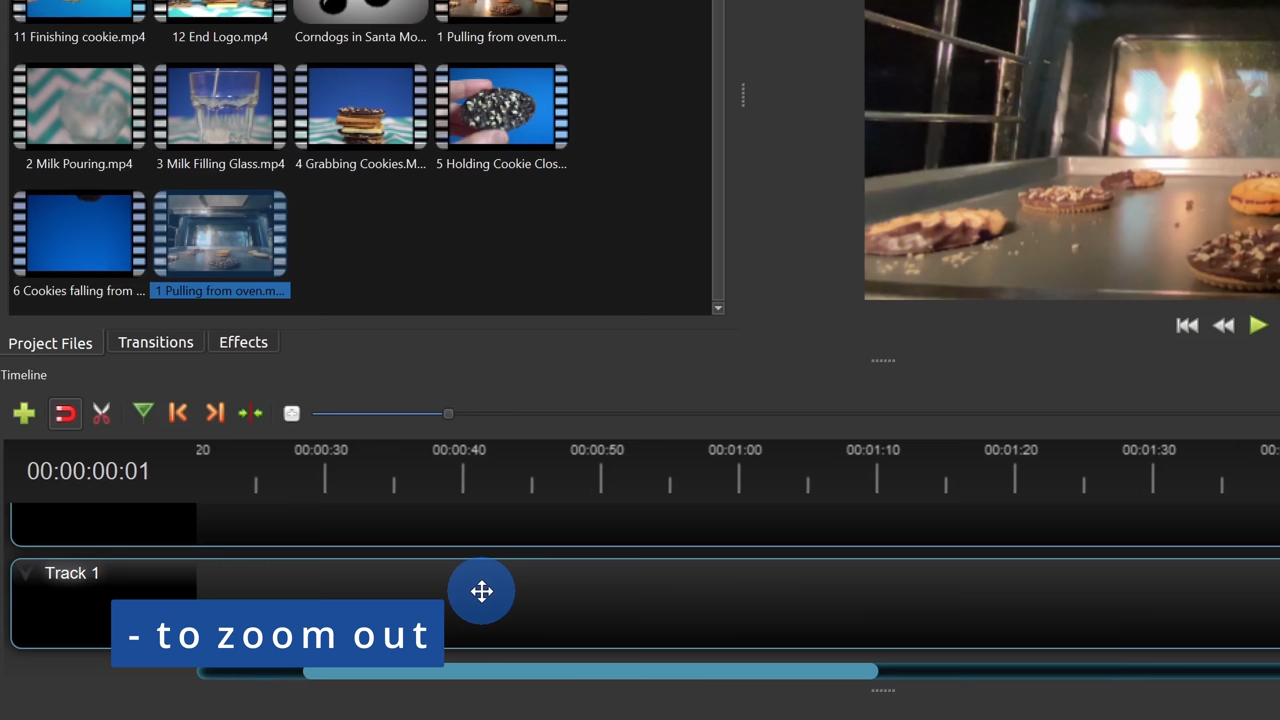 11 Finishing cookie.mp4
12 End Logo.mp4
Corndogs in Santa Mo...
1 Pulling from oven.m...
2 Milk Pouring.mp4
3 Milk Filling Glass.mp4
4 Grabbing Cookies.M...
5 Holding Cookie Clos...
6 Cookies falling from ...
1 Pulling from oven.m...
Project Files
Transitions
Effects
Timeline
20
00:00:30
00:00:40
00:00:50
00:01:00
00:01:10
00:01:20
00:01:30
00:
00:00:00:01
Track 1
- to zoom out